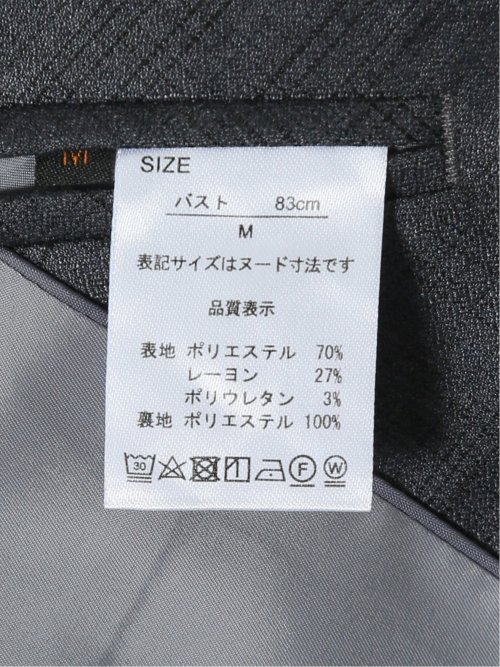 M
SIZE
バスト 83cm
M
表記サイズはヌード寸法です
品質表示
表地 ポリエステル 70%
レーヨン 27%
ポリウレタン 3%
裏地 ポリエステル 100%
30 F W